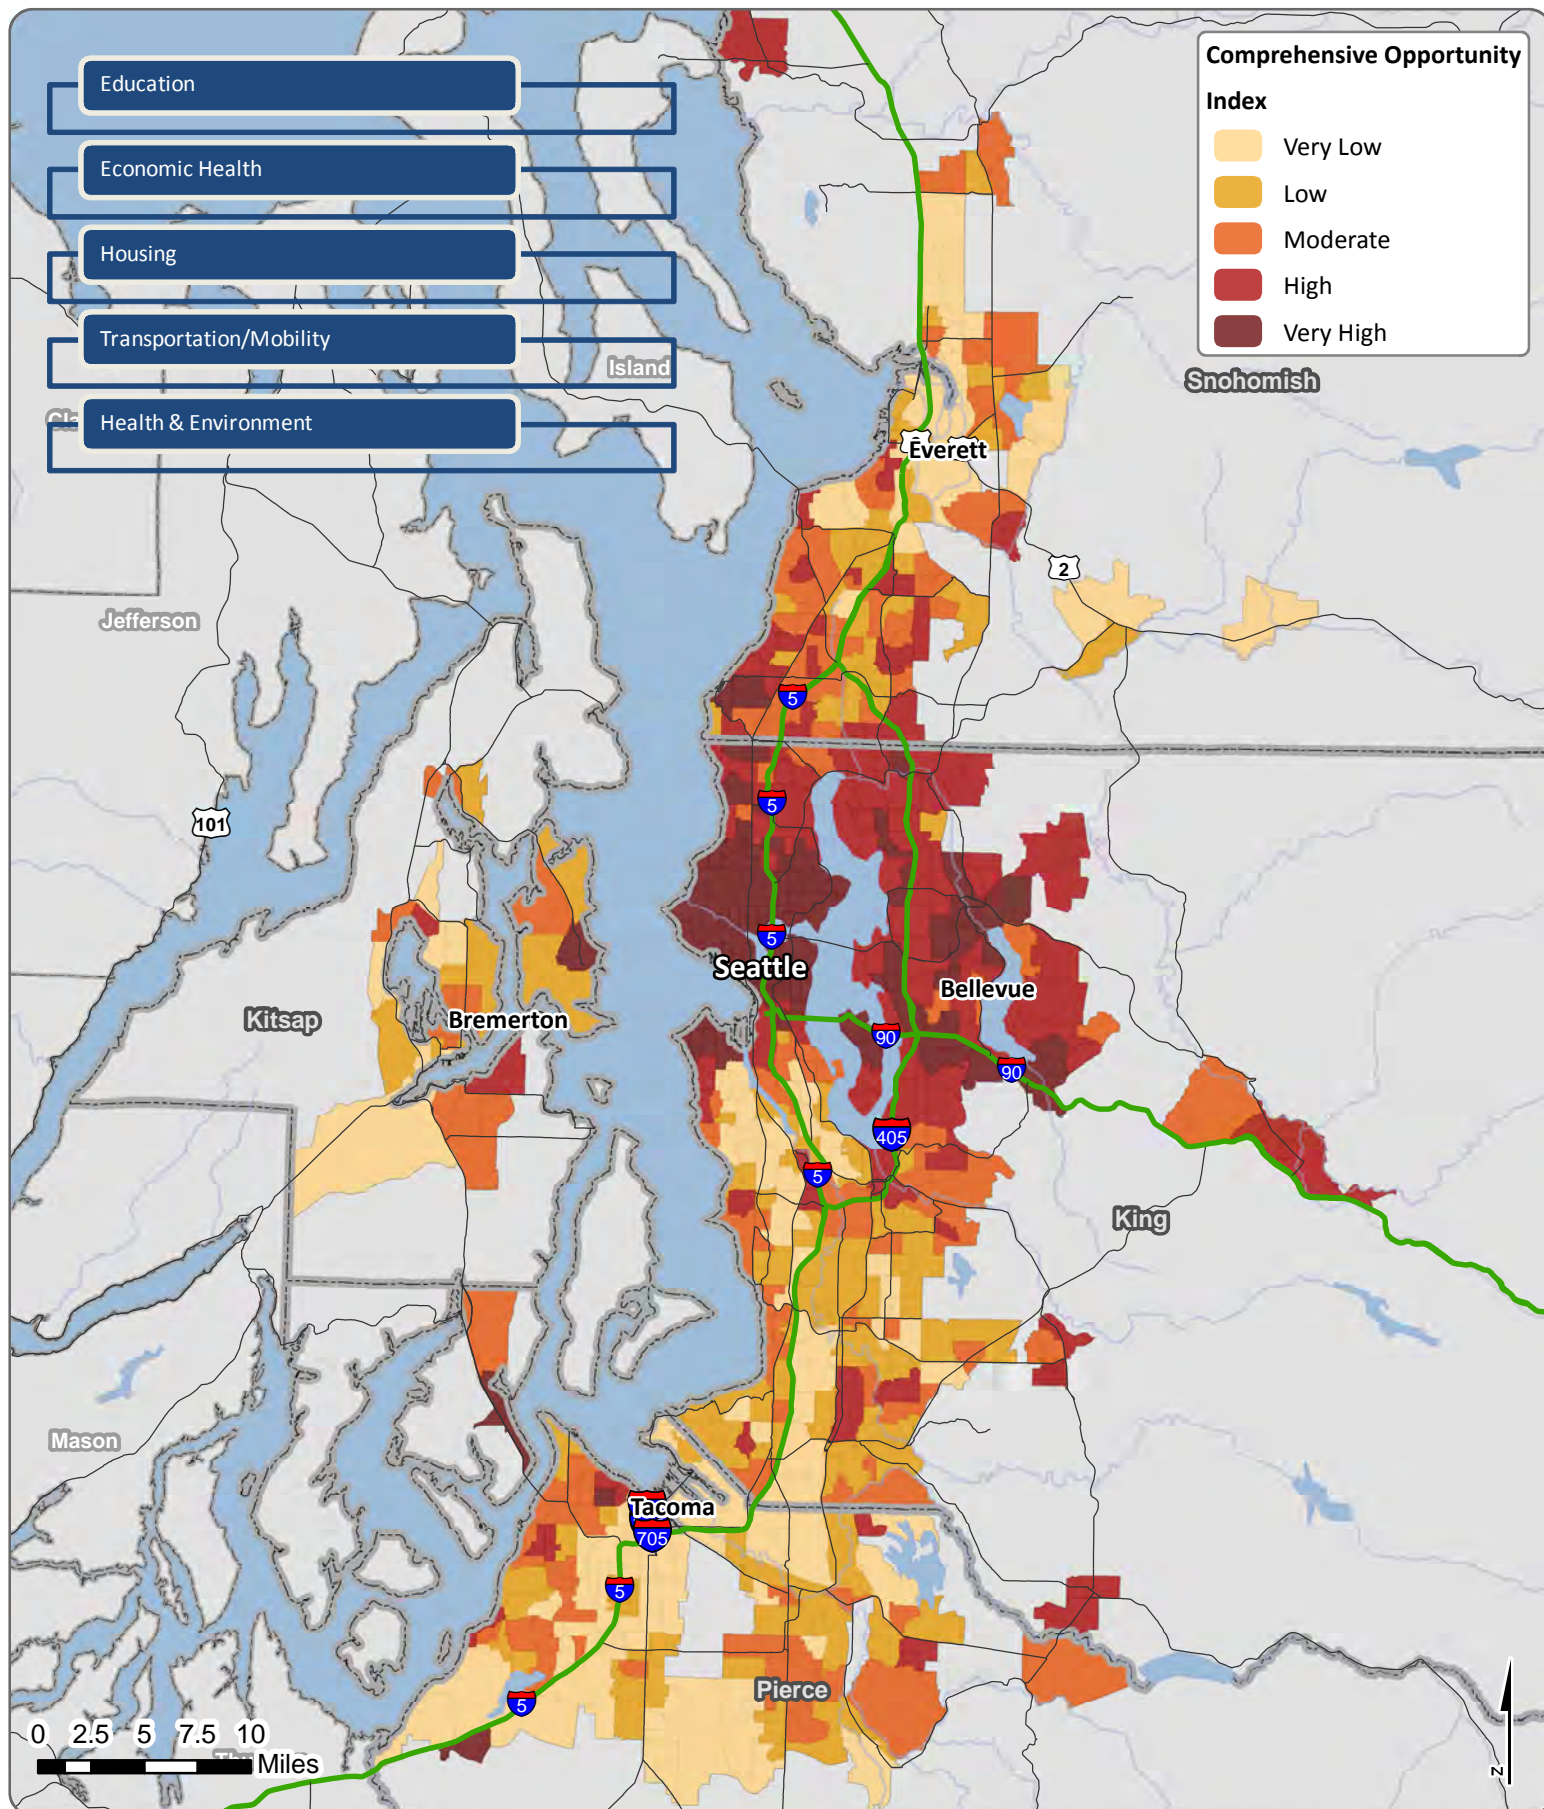 Education
Economic Health
Housing
Transportation/Mobility
Health & Environment
Comprehensive Opportunity
Index
Very Low
Low
Moderate
High
Very High
Island
Snohomish
Everett
2
Jefferson
5
101
5
5
Seattle
Bellevue
Kitsap
Bremerton
90
90
405
5
King
Mason
Tacoma
705
5
Pierce
5
0 2.5 5 7.5 10
Miles
N